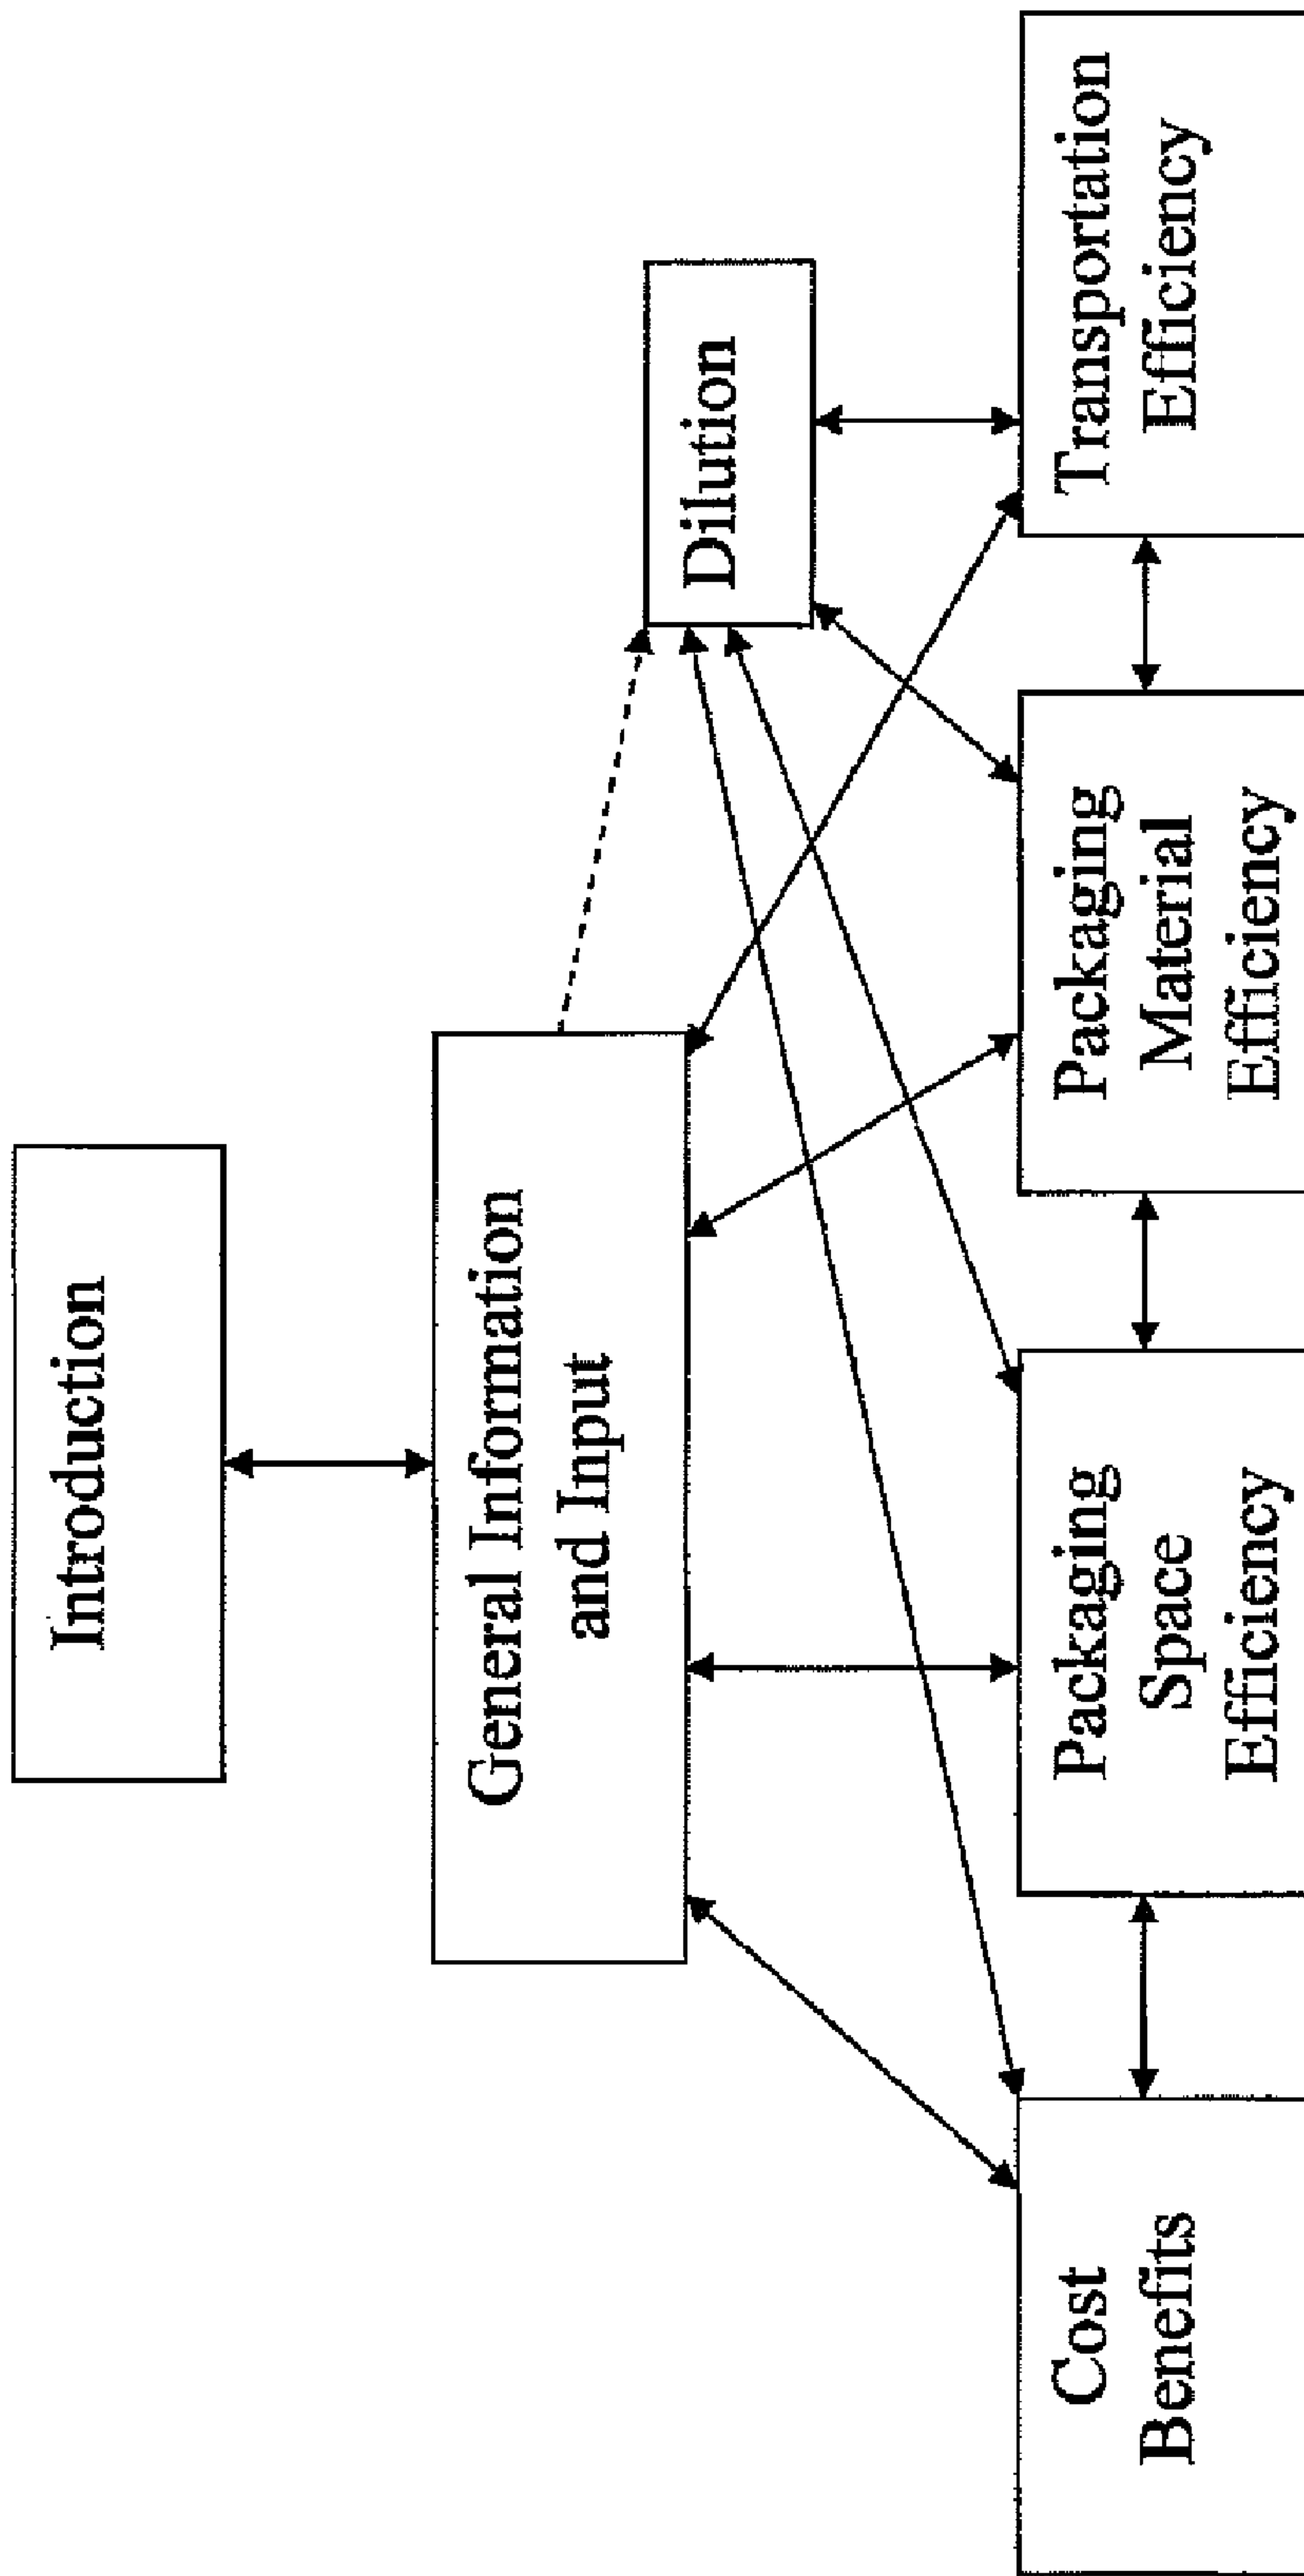 Introduction
General Information
and Input
Dilution
Cost
Benefits
Packaging
Space
Efficiency
Packaging
Material
Efficiency
Transportation
Efficiency